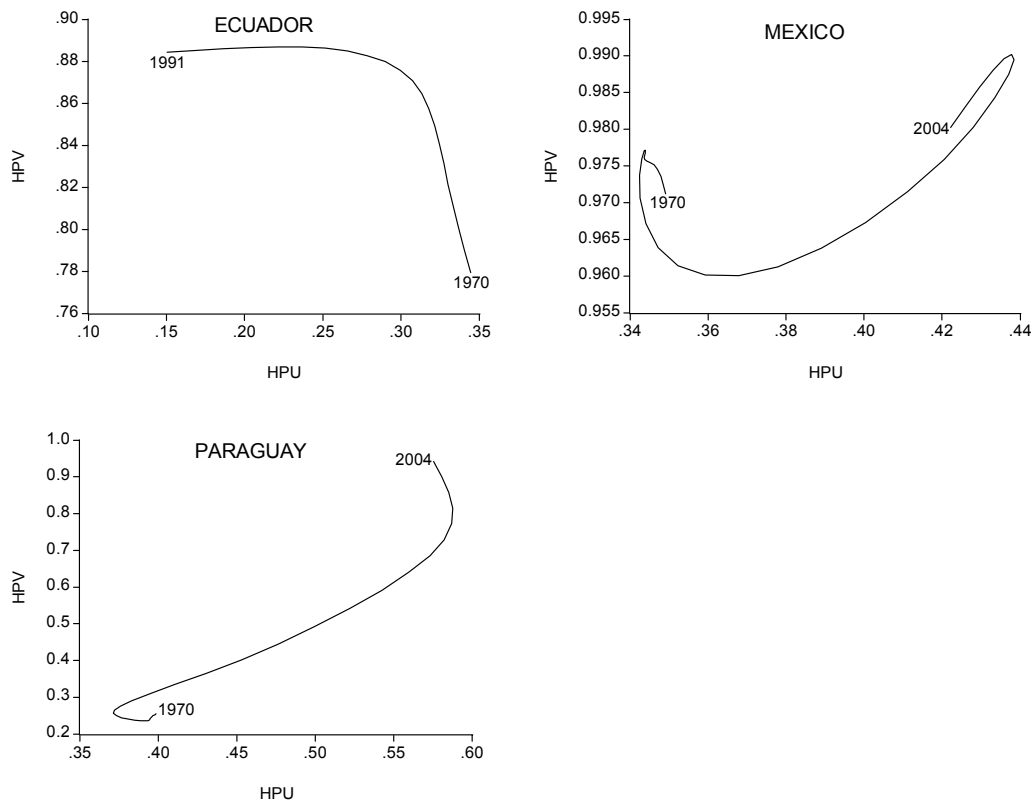 ECUADOR
.90
.88
.86
.84
.82
.80
.78
.76
HPV
1991
1970
.10 .15 .20 .25 .30 .35
HPU
MEXICO
0.995
0.990
0.985
0.980
0.975
0.970
0.965
0.960
0.955
HPV
2004
1970
.34 .36 .38 .40 .42 .44
HPU
PARAGUAY
1.0
0.9
0.8
0.7
0.6
0.5
0.4
0.3
0.2
HPV
2004
1970
.35 .40 .45 .50 .55 .60
HPU